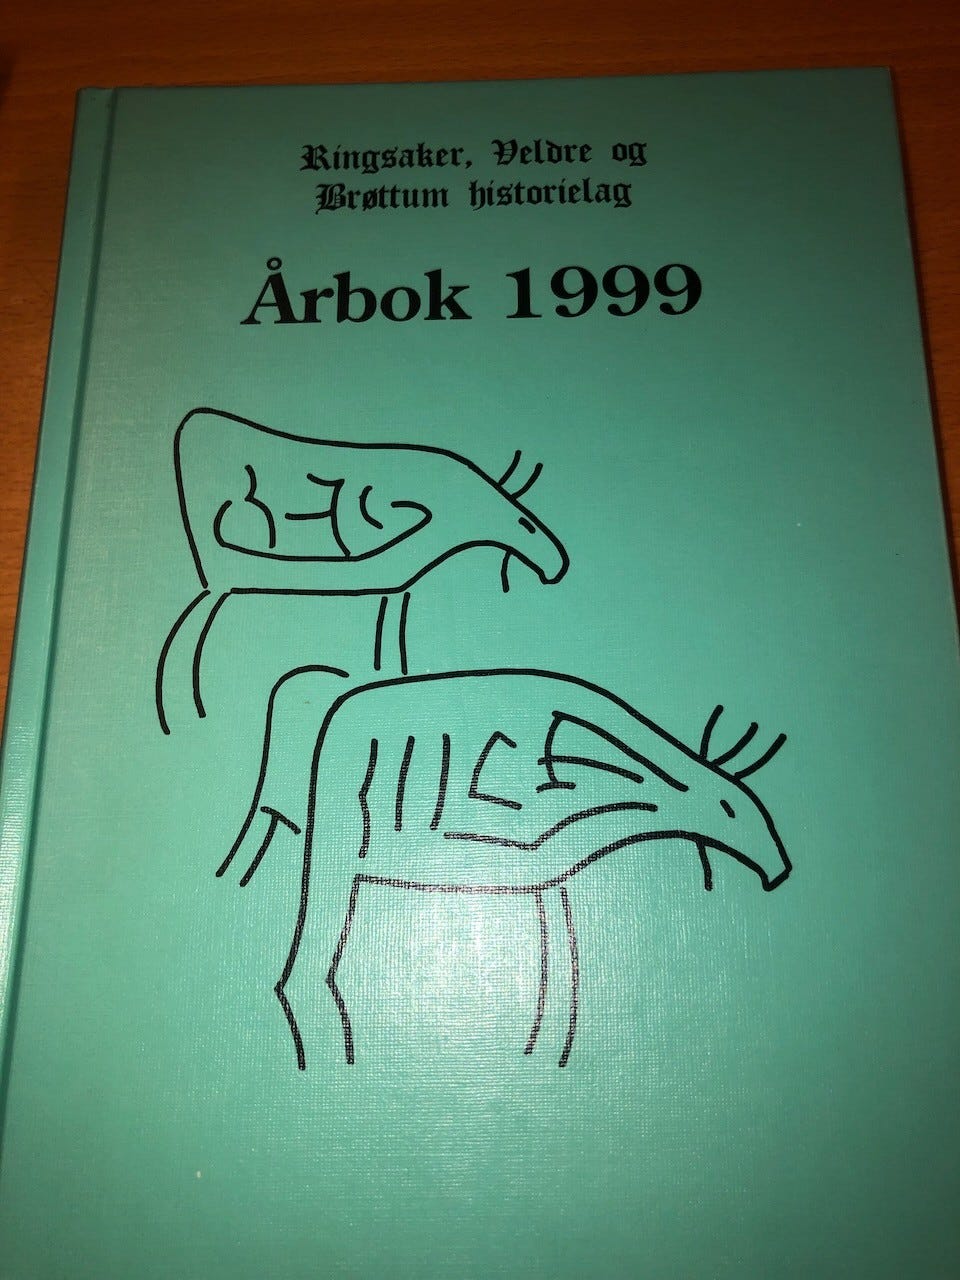 Ringsaker, Veldre og
Brøttum historielag
Årbok 1999